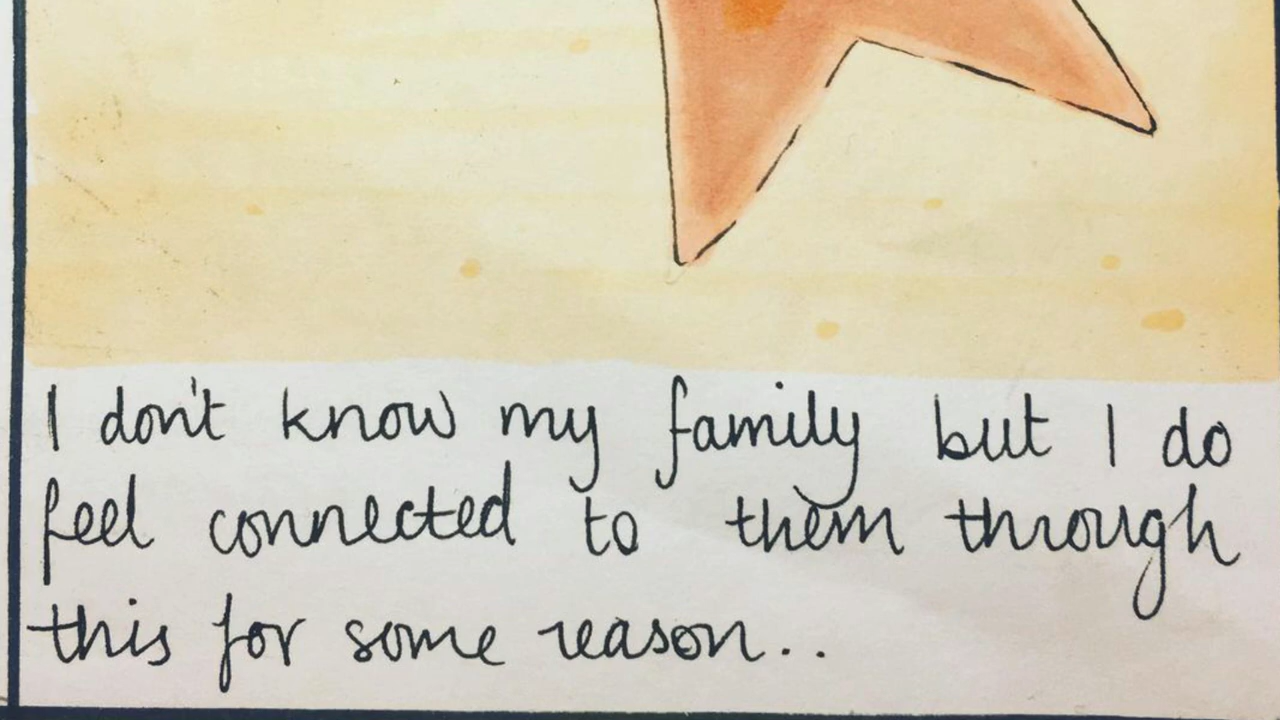 I don't know my family but I do
feel connected to them through
this for some reason..